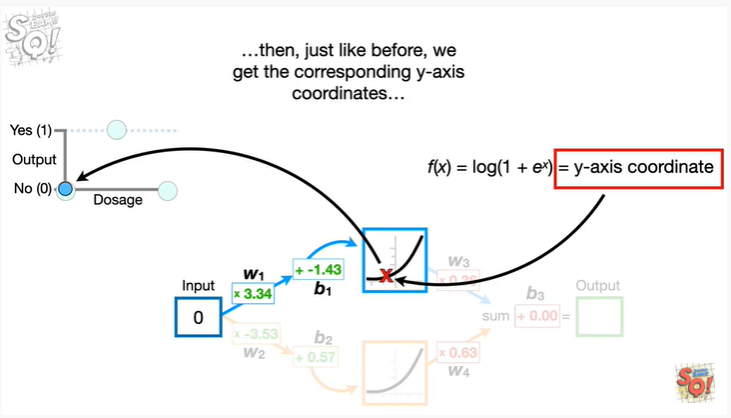 …then, just like before, we
get the corresponding y-axis
coordinates…
Yes (1)
Output
No (0)
Dosage
f(x) = log(1 + eˣ) = y-axis coordinate
Input
0
w₁
x 3.34
+ -1.43
b₁
x -3.53
w₂
b₂
+ 0.57
w₃
x 0.63
w₄
b₃
sum + 0.00 =
Output
SQ!